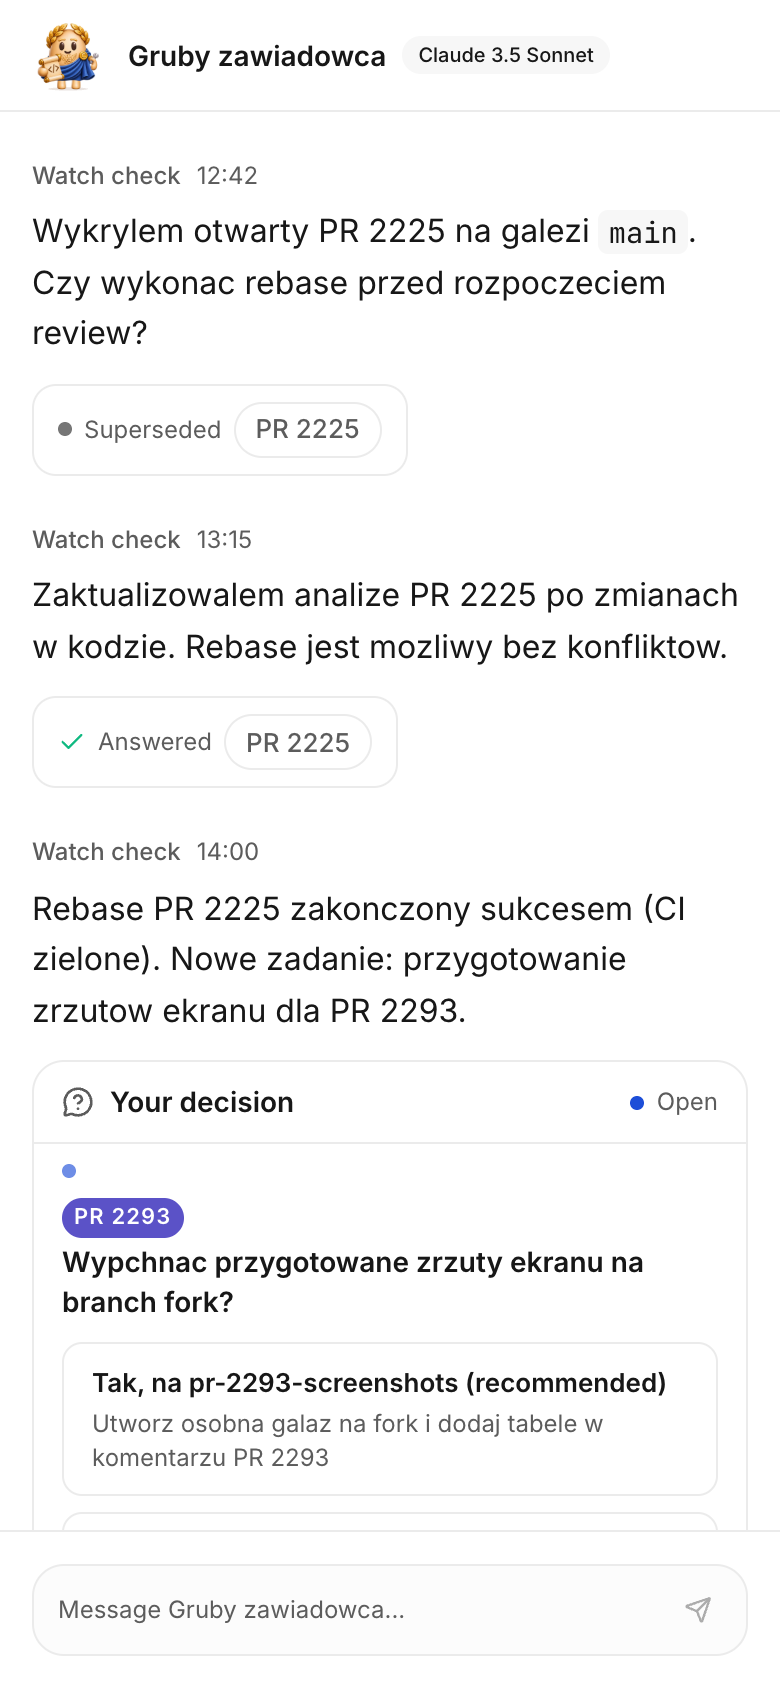 Gruby zawiadowca
Claude 3.5 Sonnet
Watch check 12:42
Wykrylem otwarty PR 2225 na galezi main.
Czy wykonac rebase przed rozpoczeciem
review?
Superseded PR 2225
Watch check 13:15
Zaktualizowalem analize PR 2225 po zmianach
w kodzie. Rebase jest mozliwy bez konfliktow.
Answered PR 2225
Watch check 14:00
Rebase PR 2225 zakonczony sukcesem (CI
zielone). Nowe zadanie: przygotowanie
zrzutow ekranu dla PR 2293.
Your decision
Open
PR 2293
Wypchnac przygotowane zrzuty ekranu na
branch fork?
Tak, na pr-2293-screenshots (recommended)
Utworz osobna galaz na fork i dodaj tabele w
komentarzu PR 2293
Message Gruby zawiadowca...